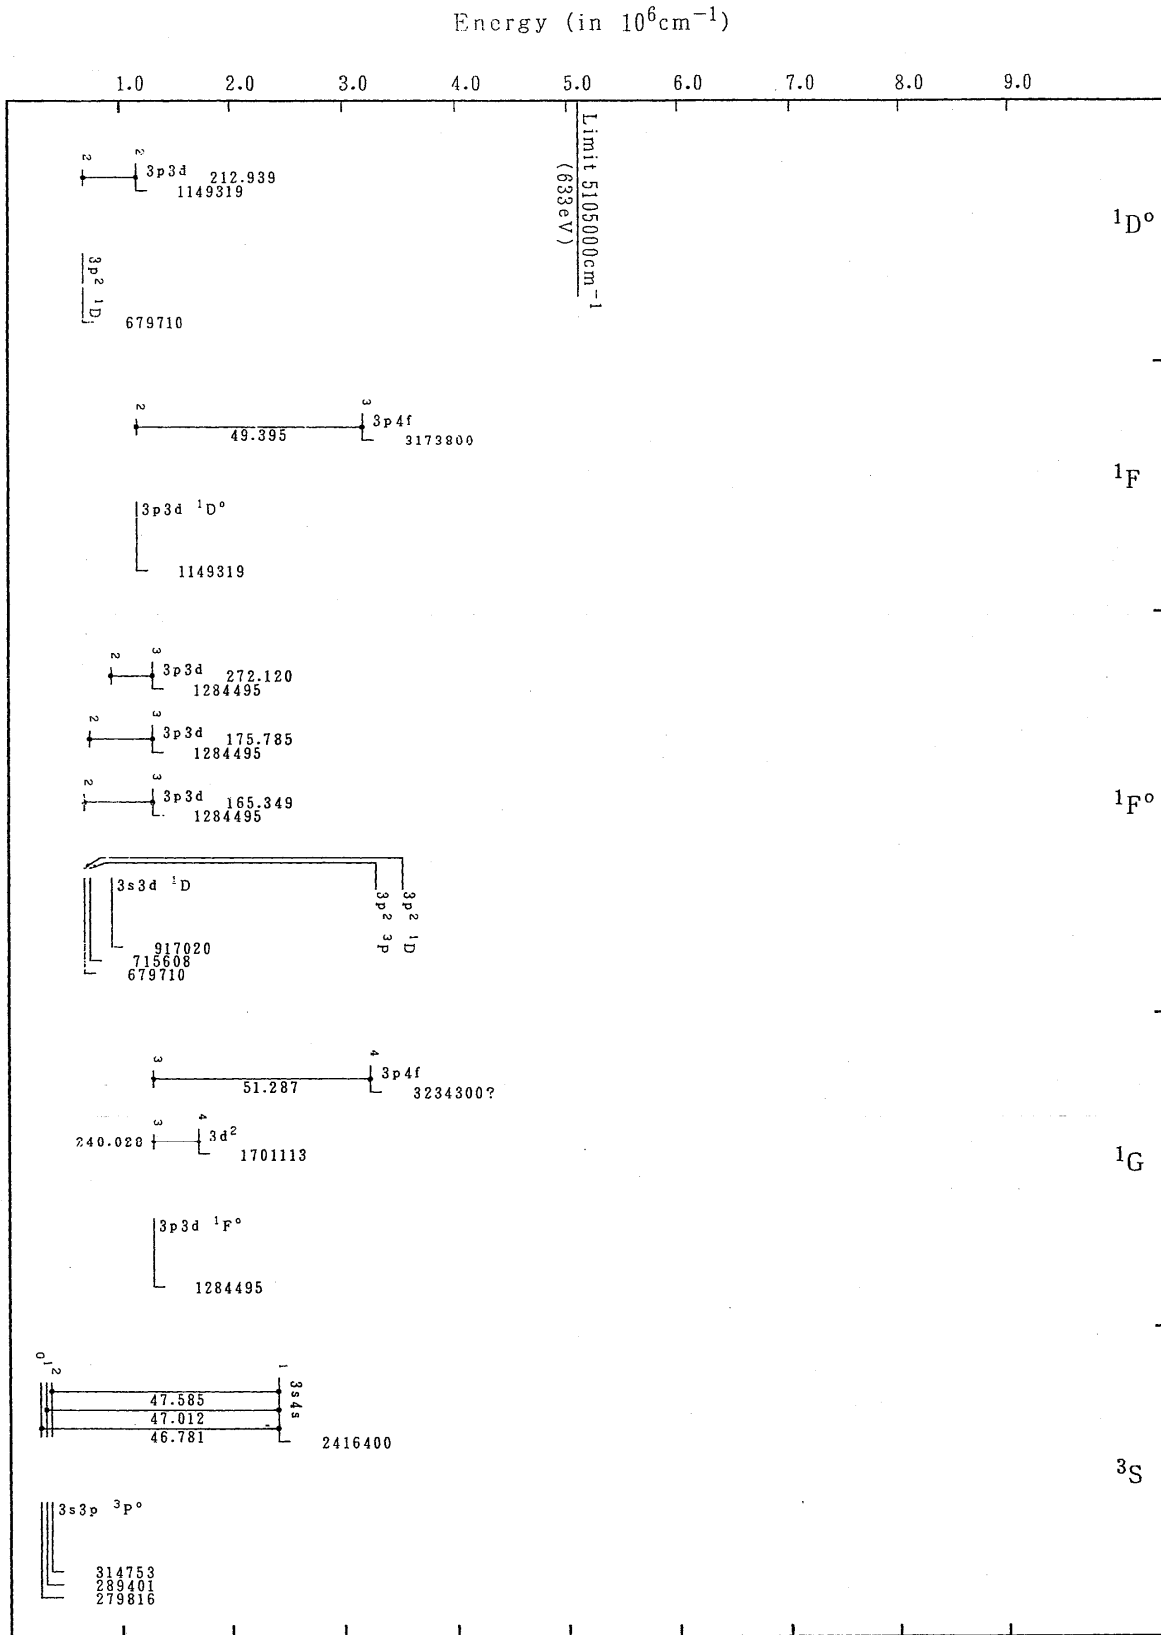 Energy (in 10⁶cm⁻¹)
1.0 2.0 3.0 4.0 5.0 6.0 7.0 8.0 9.0
Limit 5105000cm⁻¹
(633eV)
2 2
3p3d 212.939
1149319
¹Dᵒ
3p² ¹D
679710
2 3
3p4f
49.395
3173800
¹F
3p3d ¹Dᵒ
1149319
2 3
3p3d 272.120
1284495
2 3
3p3d 175.785
1284495
2 3
3p3d 165.349
1284495
¹Fᵒ
3s3d ¹D
3p² ³P
3p² ¹D
917020
715608
679710
3 4
3p4f
51.287
3234300?
3 4
240.028 3d²
1701113
¹G
3p3d ¹Fᵒ
1284495
0 1 2 1
3s4s
47.585
47.012
46.781
2416400
³S
3s3p ³Pᵒ
314753
289401
279816